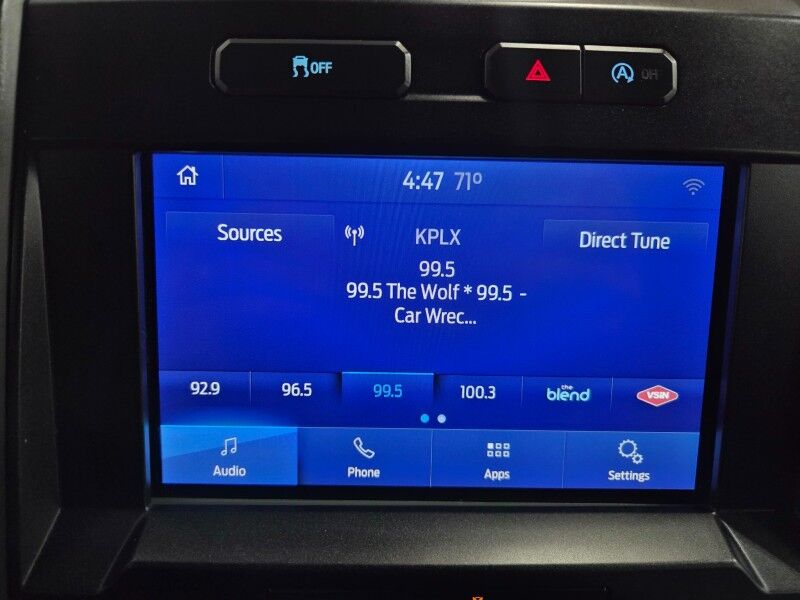 OFF
A OFF
4:47 71°
Sources
KPLX
Direct Tune
99.5
99.5 The Wolf * 99.5 -
Car Wrec...
92.9 96.5 99.5 100.3 the blend VSiN
Audio Phone Apps Settings